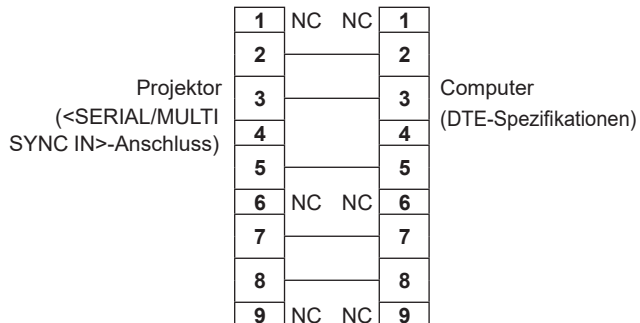 1 NC NC 1
2 2
Projektor
(<SERIAL/MULTI
SYNC IN>-Anschluss)
3 3
Computer
(DTE-Spezifikationen)
4 4
5 5
6 NC NC 6
7 7
8 8
9 NC NC 9